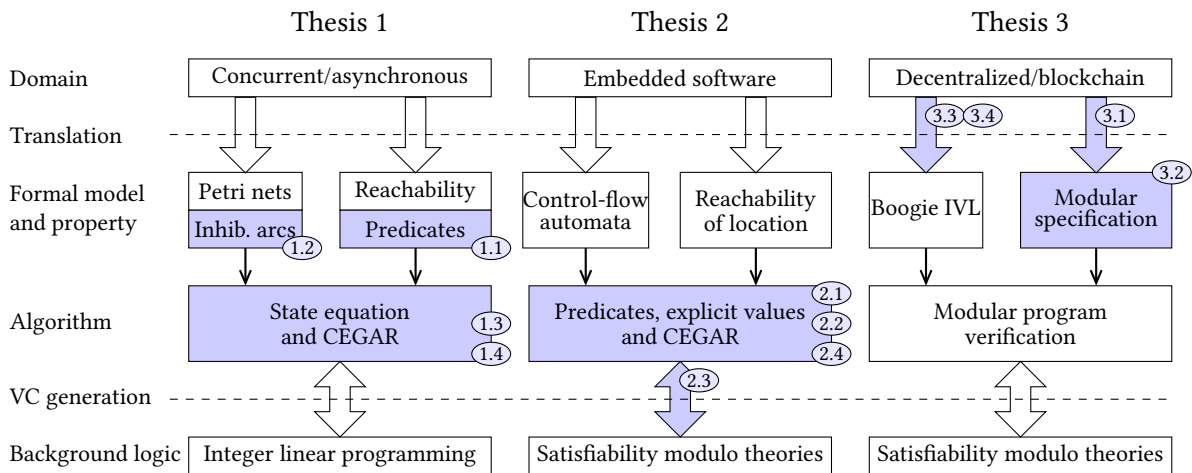 Thesis 1
Thesis 2
Thesis 3
Domain
Concurrent/asynchronous
Embedded software
Decentralized/blockchain
3.3
3.4
3.1
Translation
Formal model
and property
Petri nets
Inhib. arcs
1.2
Reachability
Predicates
1.1
Control-flow
automata
Reachability
of location
Boogie IVL
Modular
specification
3.2
Algorithm
State equation
and CEGAR
1.3
1.4
Predicates, explicit values
and CEGAR
2.1
2.2
2.4
Modular program
verification
2.3
VC generation
Background logic
Integer linear programming
Satisfiability modulo theories
Satisfiability modulo theories